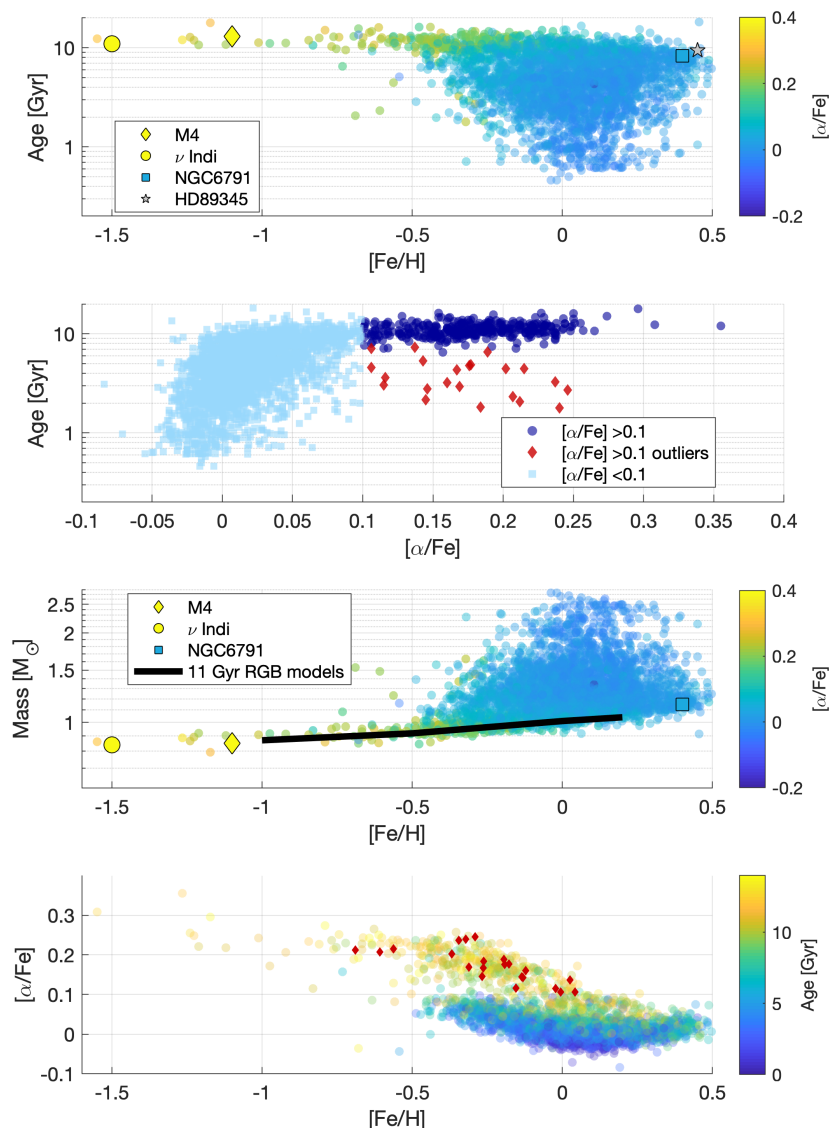 10
1
Age [Gyr]
M4
ν Indi
NGC6791
HD89345
-1.5
-1
-0.5
0
0.5
[Fe/H]
0.4
0.2
0
-0.2
[α/Fe]
10
1
Age [Gyr]
[α/Fe] >0.1
[α/Fe] >0.1 outliers
[α/Fe] <0.1
-0.1
-0.05
0
0.05
0.1
0.15
0.2
0.25
0.3
0.35
0.4
[α/Fe]
2.5
2
1.5
1
Mass [M⊙]
M4
ν Indi
NGC6791
11 Gyr RGB models
-1.5
-1
-0.5
0
0.5
[Fe/H]
0.4
0.2
0
-0.2
[α/Fe]
0.3
0.2
0.1
0
-0.1
[α/Fe]
-1.5
-1
-0.5
0
0.5
[Fe/H]
10
5
0
Age [Gyr]